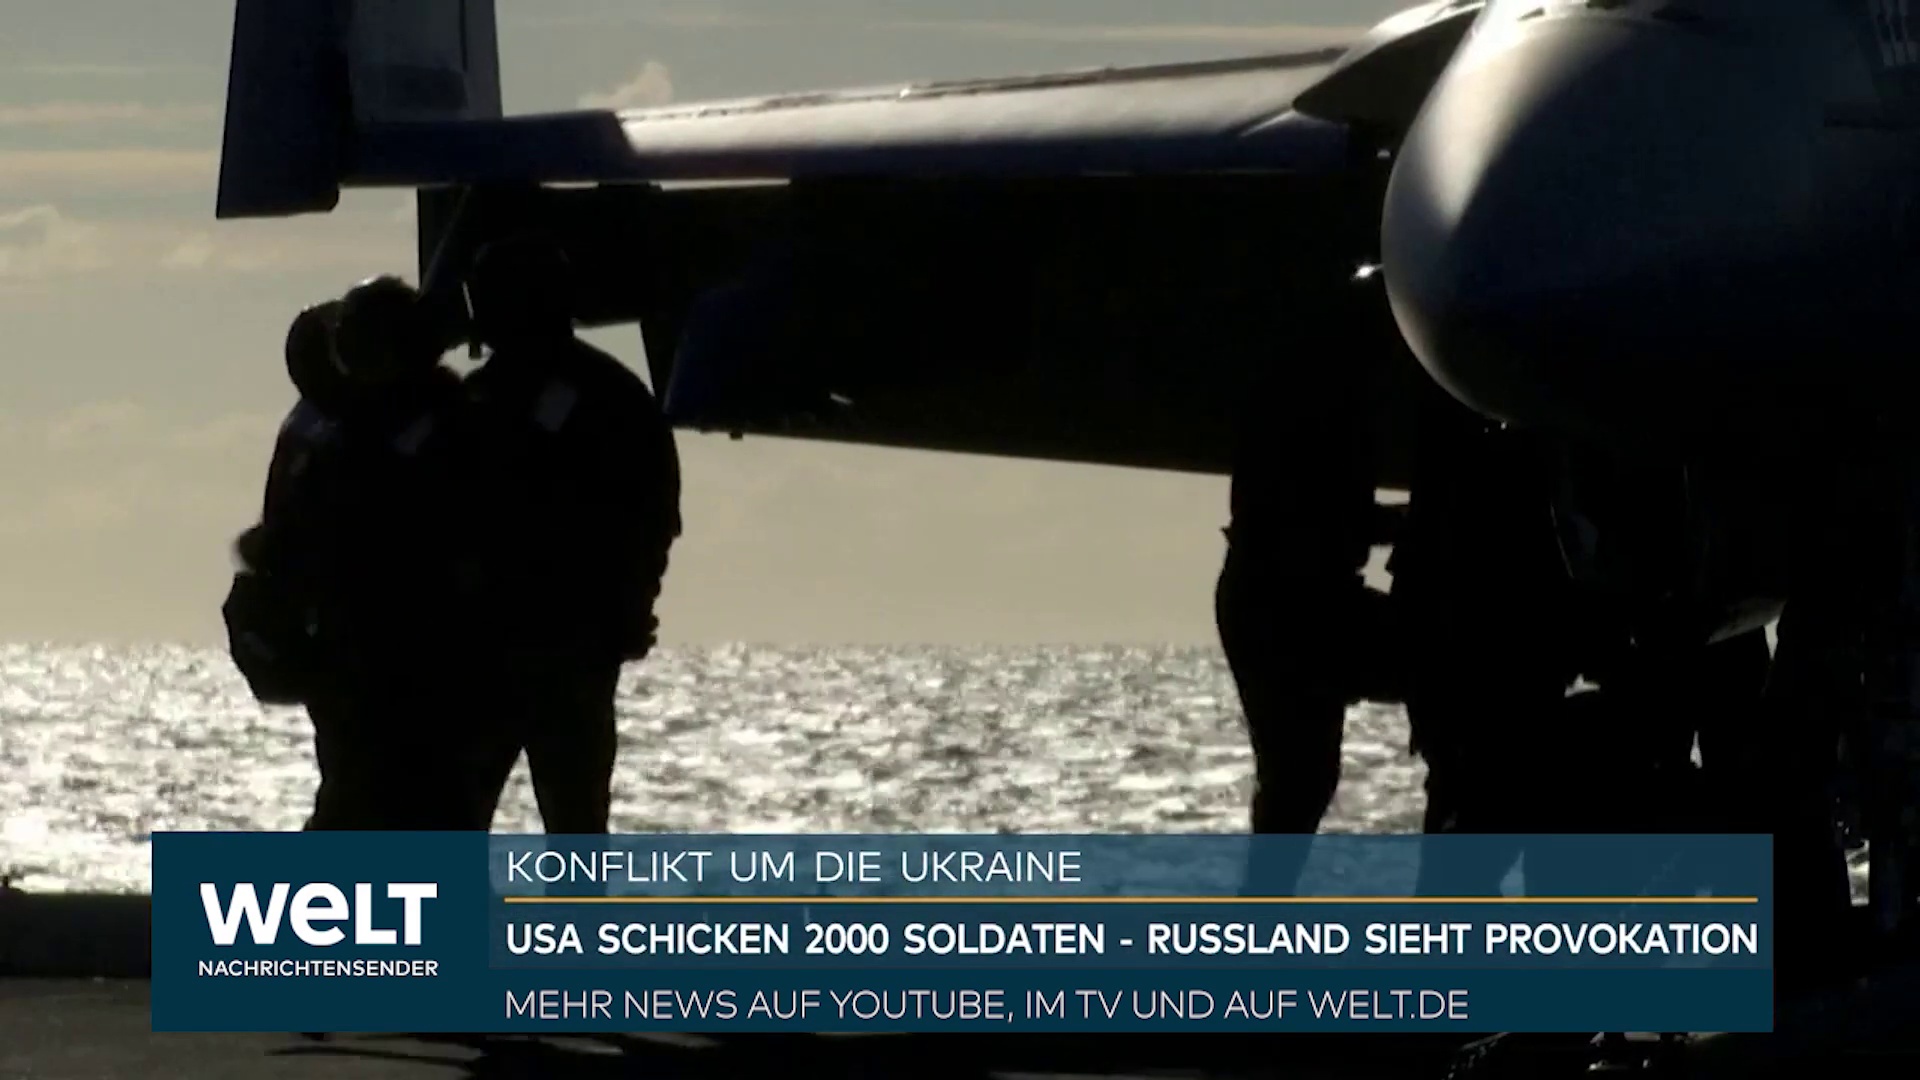 KONFLIKT UM DIE UKRAINE
WELT
NACHRICHTENSENDER
USA SCHICKEN 2000 SOLDATEN - RUSSLAND SIEHT PROVOKATION
MEHR NEWS AUF YOUTUBE, IM TV UND AUF WELT.DE